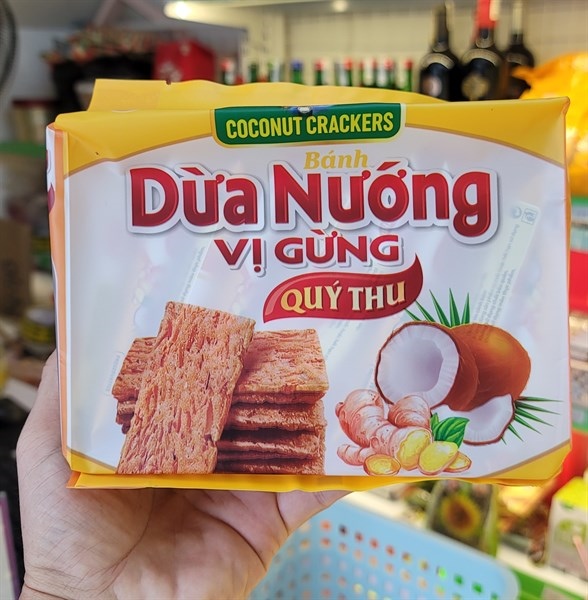 COCONUT CRACKERS
Bánh
DỪA NƯỚNG
VỊ GỪNG
QUÝ THU